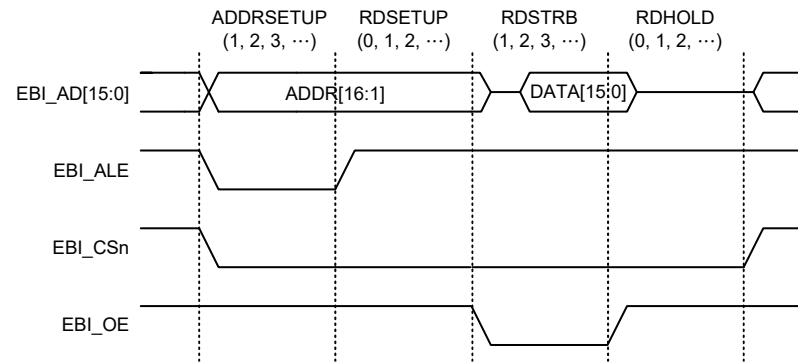 ADDRSETUP RDSETUP RDSTRB RDHOLD
(1, 2, 3, ⋯) (0, 1, 2, ⋯) (1, 2, 3, ⋯) (0, 1, 2, ⋯)
EBI_AD[15:0] ADDR[16:1] DATA[15:0]
EBI_ALE
EBI_CSn
EBI_OE